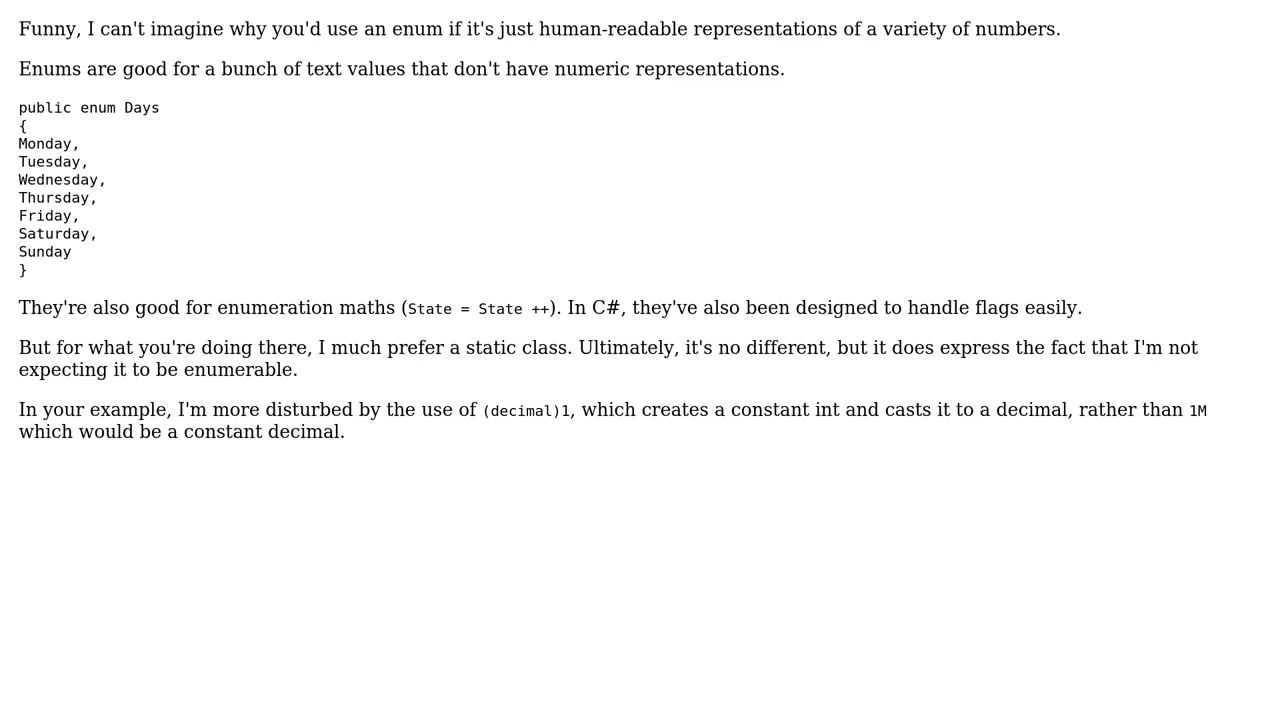 Funny, I can't imagine why you'd use an enum if it's just human-readable representations of a variety of numbers.
Enums are good for a bunch of text values that don't have numeric representations.
public enum Days
{
Monday,
Tuesday,
Wednesday,
Thursday,
Friday,
Saturday,
Sunday
}
They're also good for enumeration maths (State = State ++). In C#, they've also been designed to handle flags easily.
But for what you're doing there, I much prefer a static class. Ultimately, it's no different, but it does express the fact that I'm not
expecting it to be enumerable.
In your example, I'm more disturbed by the use of (decimal)1, which creates a constant int and casts it to a decimal, rather than 1M
which would be a constant decimal.